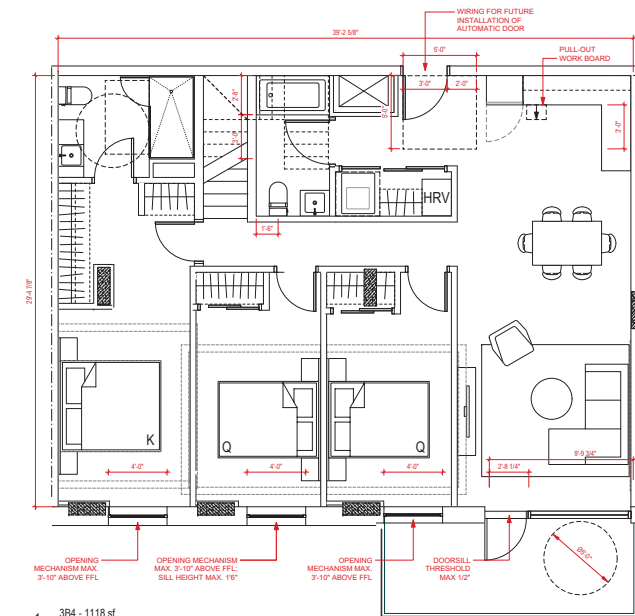 WIRING FOR FUTURE
INSTALLATION OF
AUTOMATIC DOOR
39'-2 5/8"
5'-0"
PULL-OUT
WORK BOARD
3'-0"
2'-0"
2'-8"
5'-0"
3'-0"
3'-0"
HRV
1'-6"
29'-4 7/8"
K
Q
Q
4'-0"
4'-0"
4'-0"
9'-9 3/4"
2'-8 1/4"
OPENING
MECHANISM MAX.
3'-10" ABOVE FFL
OPENING MECHANISM
MAX. 3'-10" ABOVE FFL;
SILL HEIGHT MAX. 1'6"
OPENING
MECHANISM MAX.
3'-10" ABOVE FFL
DOORSILL
THRESHOLD
MAX 1/2"
Ø5'-0"
3B4 - 1118 sf